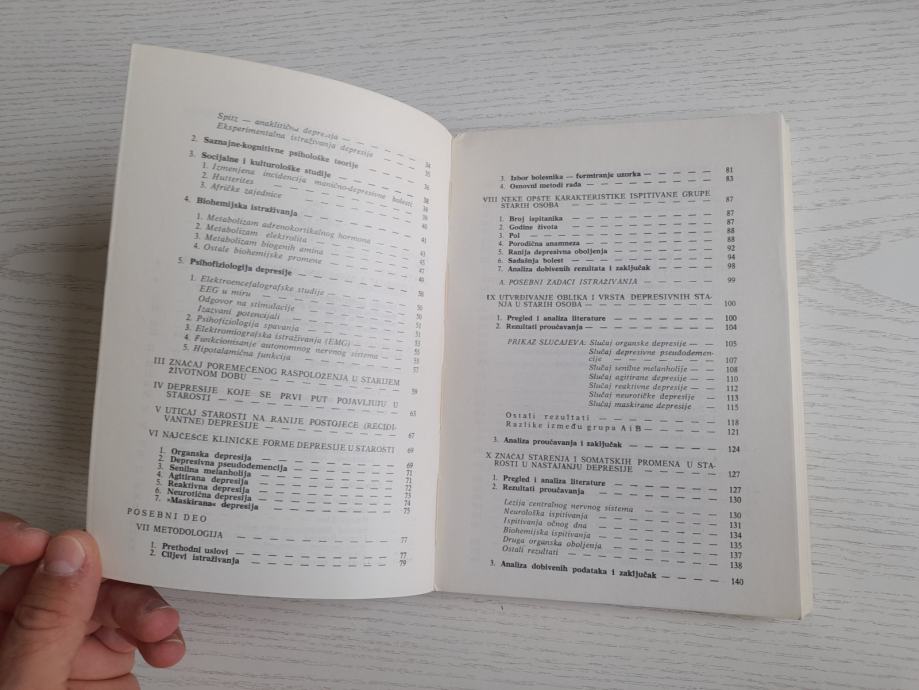 Spitz — anaklitična depresija — — — — —
Eksperimentalna istraživanja depresije — — 34
2. Saznajne-kognitivne psihološke teorije — — — 35
3. Socijalne i kulturološke studije — — — — 36
1. Izmenjena incidencija manično-depresivne bolesti 38
2. Hutterites — — — — — — — 39
3. Afričke zajednice — — — — — —
4. Biohemijska istraživanja — — — — — 40
1. Metabolizam adrenokortikalnog hormona — — 41
2. Metabolizam elektrolita — — — —
3. Metabolizam biogenih amina — — — — 45
4. Ostale biohemijske promene — — — —
5. Psihofiziologija depresije — — — — — 49
1. Elektroencefalografske studije — — — — 50
EEG u miru — — — — — — — 50
Odgovor na stimulacije — — — — — 50
Izazvani potencijali — — — — — 51
2. Psihofiziologija spavanja — — — — — 51
3. Elektromiografska istraživanja (EMG) — — — 53
4. Funkcionisanje autonomnog nervnog sistema — —
5. Hipotalamična funkcija — — — — — 57
III ZNAČAJ POREMEĆENOG RASPOLOŽENJA U STARIJEM
ŽIVOTNOM DOBU — — — — — — — 59
IV DEPRESIJE KOJE SE PRVI PUT POJAVLJUJU U
STAROSTI — — — — — — — — 63
V UTICAJ STAROSTI NA RANIJE POSTOJEĆE (RECIDI-
VANTNE) DEPRESIJE — — — — — — 67
VI NAJČEŠĆE KLINIČKE FORME DEPRESIJE U STAROSTI 69
1. Organska depresija — — — — — — 69
2. Depresivna pseudodemencija — — — — 71
3. Senilna melanholija — — — — — — 71
4. Agitirana depresija — — — — — — 72
5. Reaktivna depresija — — — — — — 73
6. Neurotična depresija — — — — — — 74
7. »Maskirana« depresija — — — — — — 75
POSEBNI DEO
VII METODOLOGIJA — — — — — — — 77
1. Prethodni uslovi — — — — — — — 77
2. Ciljevi istraživanja — — — — — — — 79
3. Izbor bolesnika — formiranje uzorka — — — — 81
4. Osnovni metodi rada — — — — — — — 83
VIII NEKE OPŠTE KARAKTERISTIKE ISPITIVANE GRUPE
STARIH OSOBA — — — — — — — — 87
1. Broj ispitanika — — — — — — — — 87
2. Godine života — — — — — — — — 87
3. Pol — — — — — — — — — — 88
4. Porodična anamneza — — — — — — — 88
5. Ranija depresivna oboljenja — — — — — 92
6. Sadašnja bolest — — — — — — — — 94
7. Analiza dobivenih rezultata i zaključak — — — 98
A. POSEBNI ZADACI ISTRAŽIVANJA — — — — 99
IX UTVRĐIVANJE OBLIKA I VRSTA DEPRESIVNIH STA-
NJA U STARIH OSOBA — — — — — — — 100
1. Pregled i analiza literature — — — — — — 100
2. Rezultati proučavanja — — — — — — — 104
PRIKAZ SLUČAJEVA: Slučaj organske depresije — — 105
Slučaj depresivne pseudodemen-
cije — — — — — — 107
Slučaj senilne melanholije — — 108
Slučaj agitirane depresije — — 110
Slučaj reaktivne depresije — — 112
Slučaj neurotičke depresije — — 113
Slučaj maskirane depresije — — 115
Ostali rezultati — — — — — — — 118
Razlike između grupa A i B — — — — — 121
3. Analiza proučavanja i zaključak — — — — — 124
X ZNAČAJ STARENJA I SOMATSKIH PROMENA U STA-
ROSTI U NASTAJANJU DEPRESIJE — — — — 127
1. Pregled i analiza literature — — — — — — 127
2. Rezultati proučavanja — — — — — — — 130
Lezija centralnog nervnog sistema — — — — 130
Neurološka ispitivanja — — — — — — — 131
Ispitivanja očnog dna — — — — — — — 134
Biohemijska ispitivanja — — — — — — 135
Druga organska oboljenja — — — — — — 137
Ostali rezultati — — — — — — — — 138
3. Analiza dobivenih podataka i zaključak — — — — 140